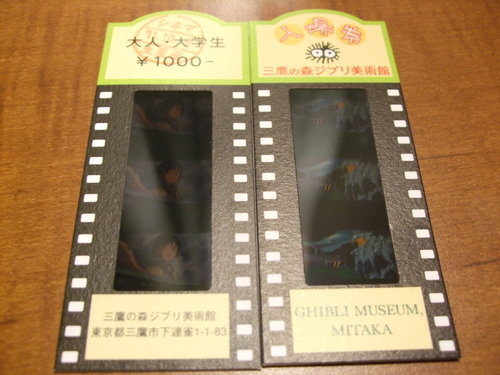 大人・大学生
￥1000-
三鷹の森ジブリ美術館
東京都三鷹市下連雀1-1-83
入場券
三鷹の森ジブリ美術館
GHIBLI MUSEUM,
MITAKA